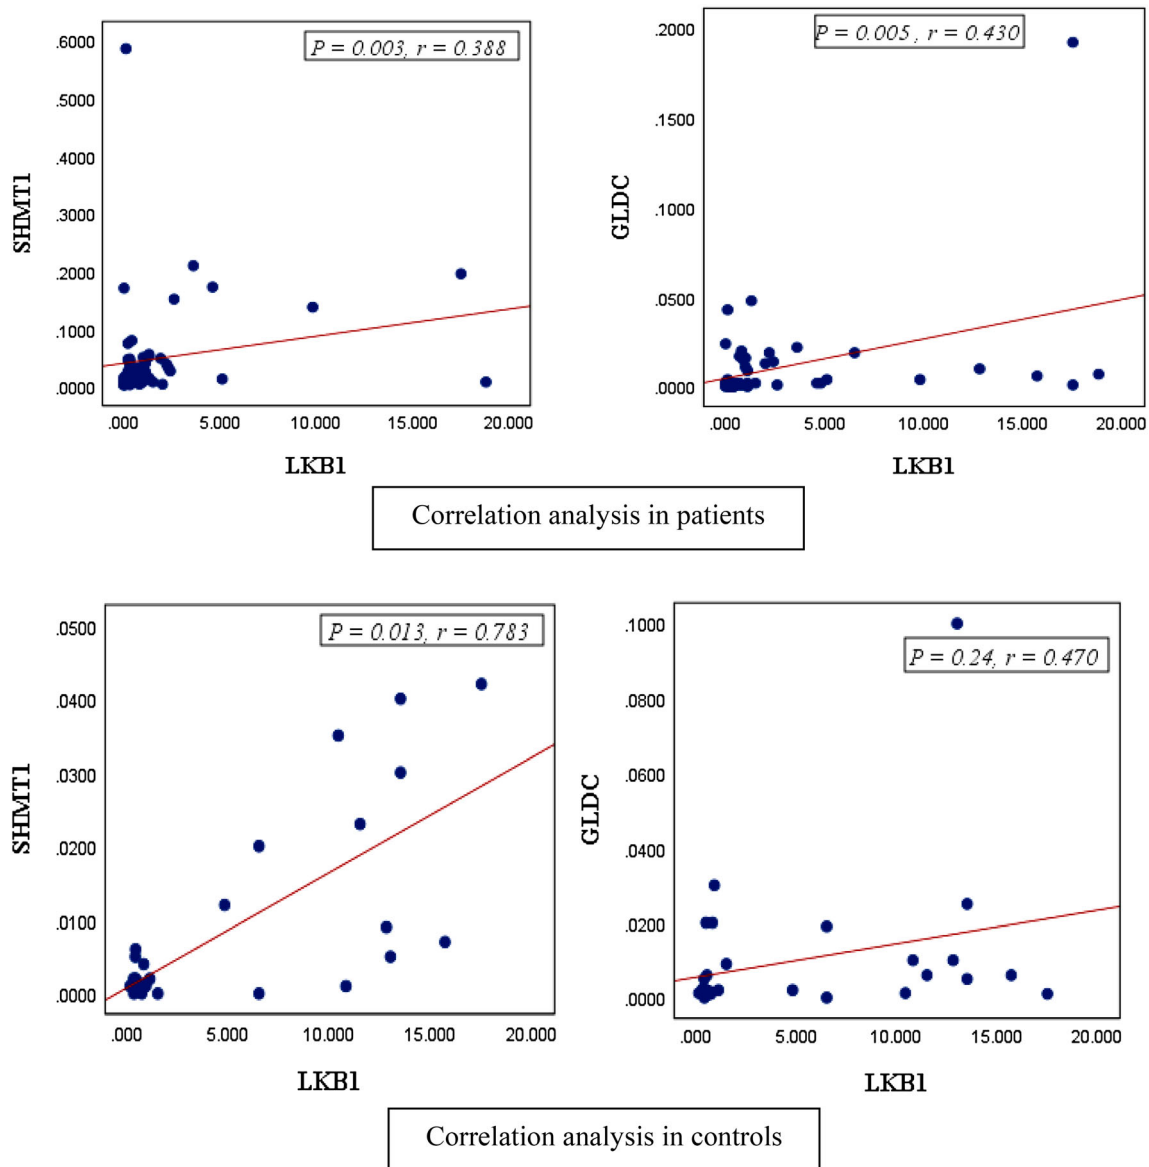 P = 0.003, r = 0.388
.6000
.5000
.4000
.3000
.2000
.1000
.0000
SHMT1
.000 5.000 10.000 15.000 20.000
LKB1
P = 0.005 , r = 0.430
.2000
.1500
.1000
.0500
.0000
GLDC
.000 5.000 10.000 15.000 20.000
LKB1
Correlation analysis in patients
P = 0.013, r = 0.783
.0500
.0400
.0300
.0200
.0100
.0000
SHMT1
.000 5.000 10.000 15.000 20.000
LKB1
P = 0.24, r = 0.470
.1000
.0800
.0600
.0400
.0200
.0000
GLDC
.000 5.000 10.000 15.000 20.000
LKB1
Correlation analysis in controls